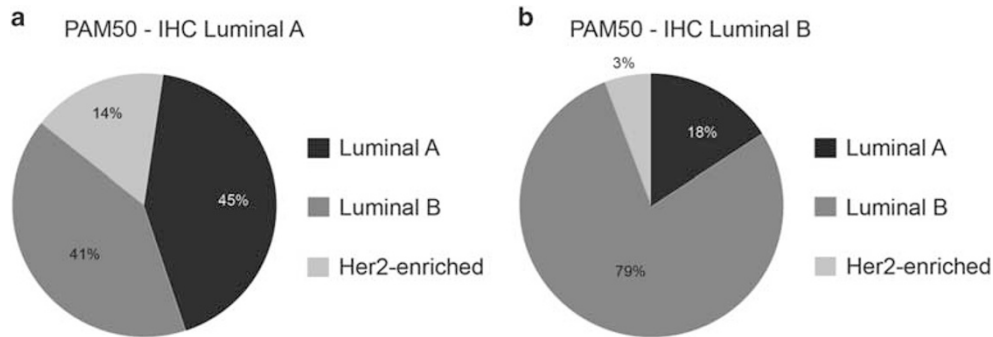 a
PAM50 - IHC Luminal A
14%
45%
41%
Luminal A
Luminal B
Her2-enriched
b
PAM50 - IHC Luminal B
3%
18%
79%
Luminal A
Luminal B
Her2-enriched